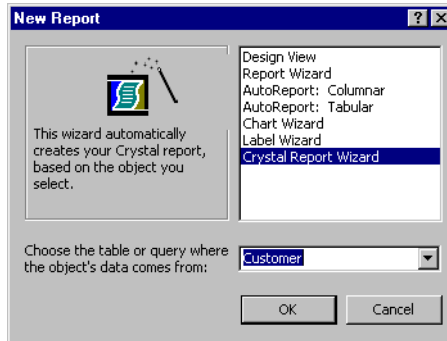 New Report
Design View
Report Wizard
AutoReport: Columnar
AutoReport: Tabular
Chart Wizard
Label Wizard
Crystal Report Wizard
This wizard automatically
creates your Crystal report,
based on the object you
select.
Choose the table or query where
the object's data comes from:
Customer
OK
Cancel